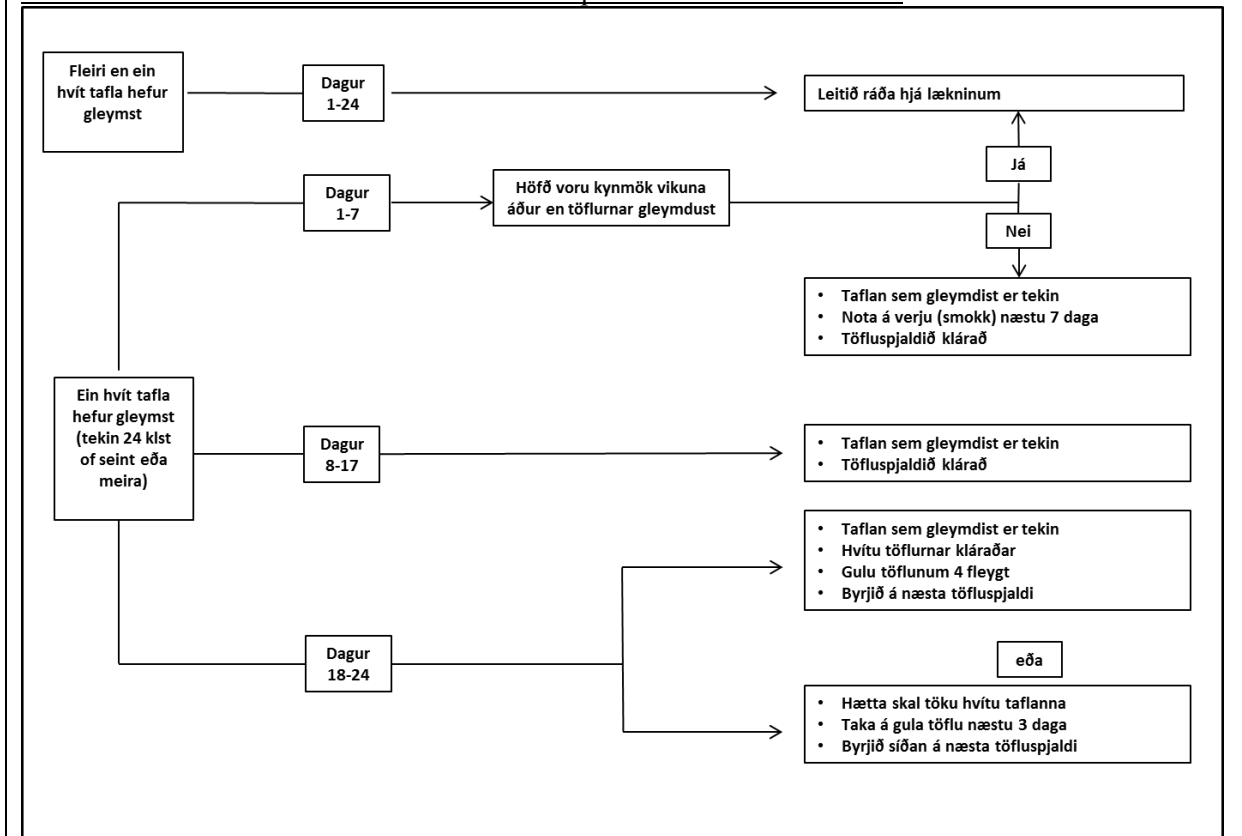 Fleiri en ein
hvít tafla hefur
gleymst
Dagur
1-24
Leitið ráða hjá lækninum
Já
Dagur
1-7
Höfð voru kynmök vikuna
áður en töflurnar gleymdust
Nei
• Taflan sem gleymdist er tekin
• Nota á verju (smokk) næstu 7 daga
• Töfluspjaldið klárað
Ein hvít tafla
hefur gleymst
(tekin 24 klst
of seint eða
meira)
Dagur
8-17
• Taflan sem gleymdist er tekin
• Töfluspjaldið klárað
Dagur
18-24
• Taflan sem gleymdist er tekin
• Hvítu töflurnar kláraðar
• Gulu töflunum 4 fleygt
• Byrjið á næsta töfluspjaldi
eða
• Hætta skal töku hvítu taflanna
• Taka á gula töflu næstu 3 daga
• Byrjið síðan á næsta töfluspjaldi